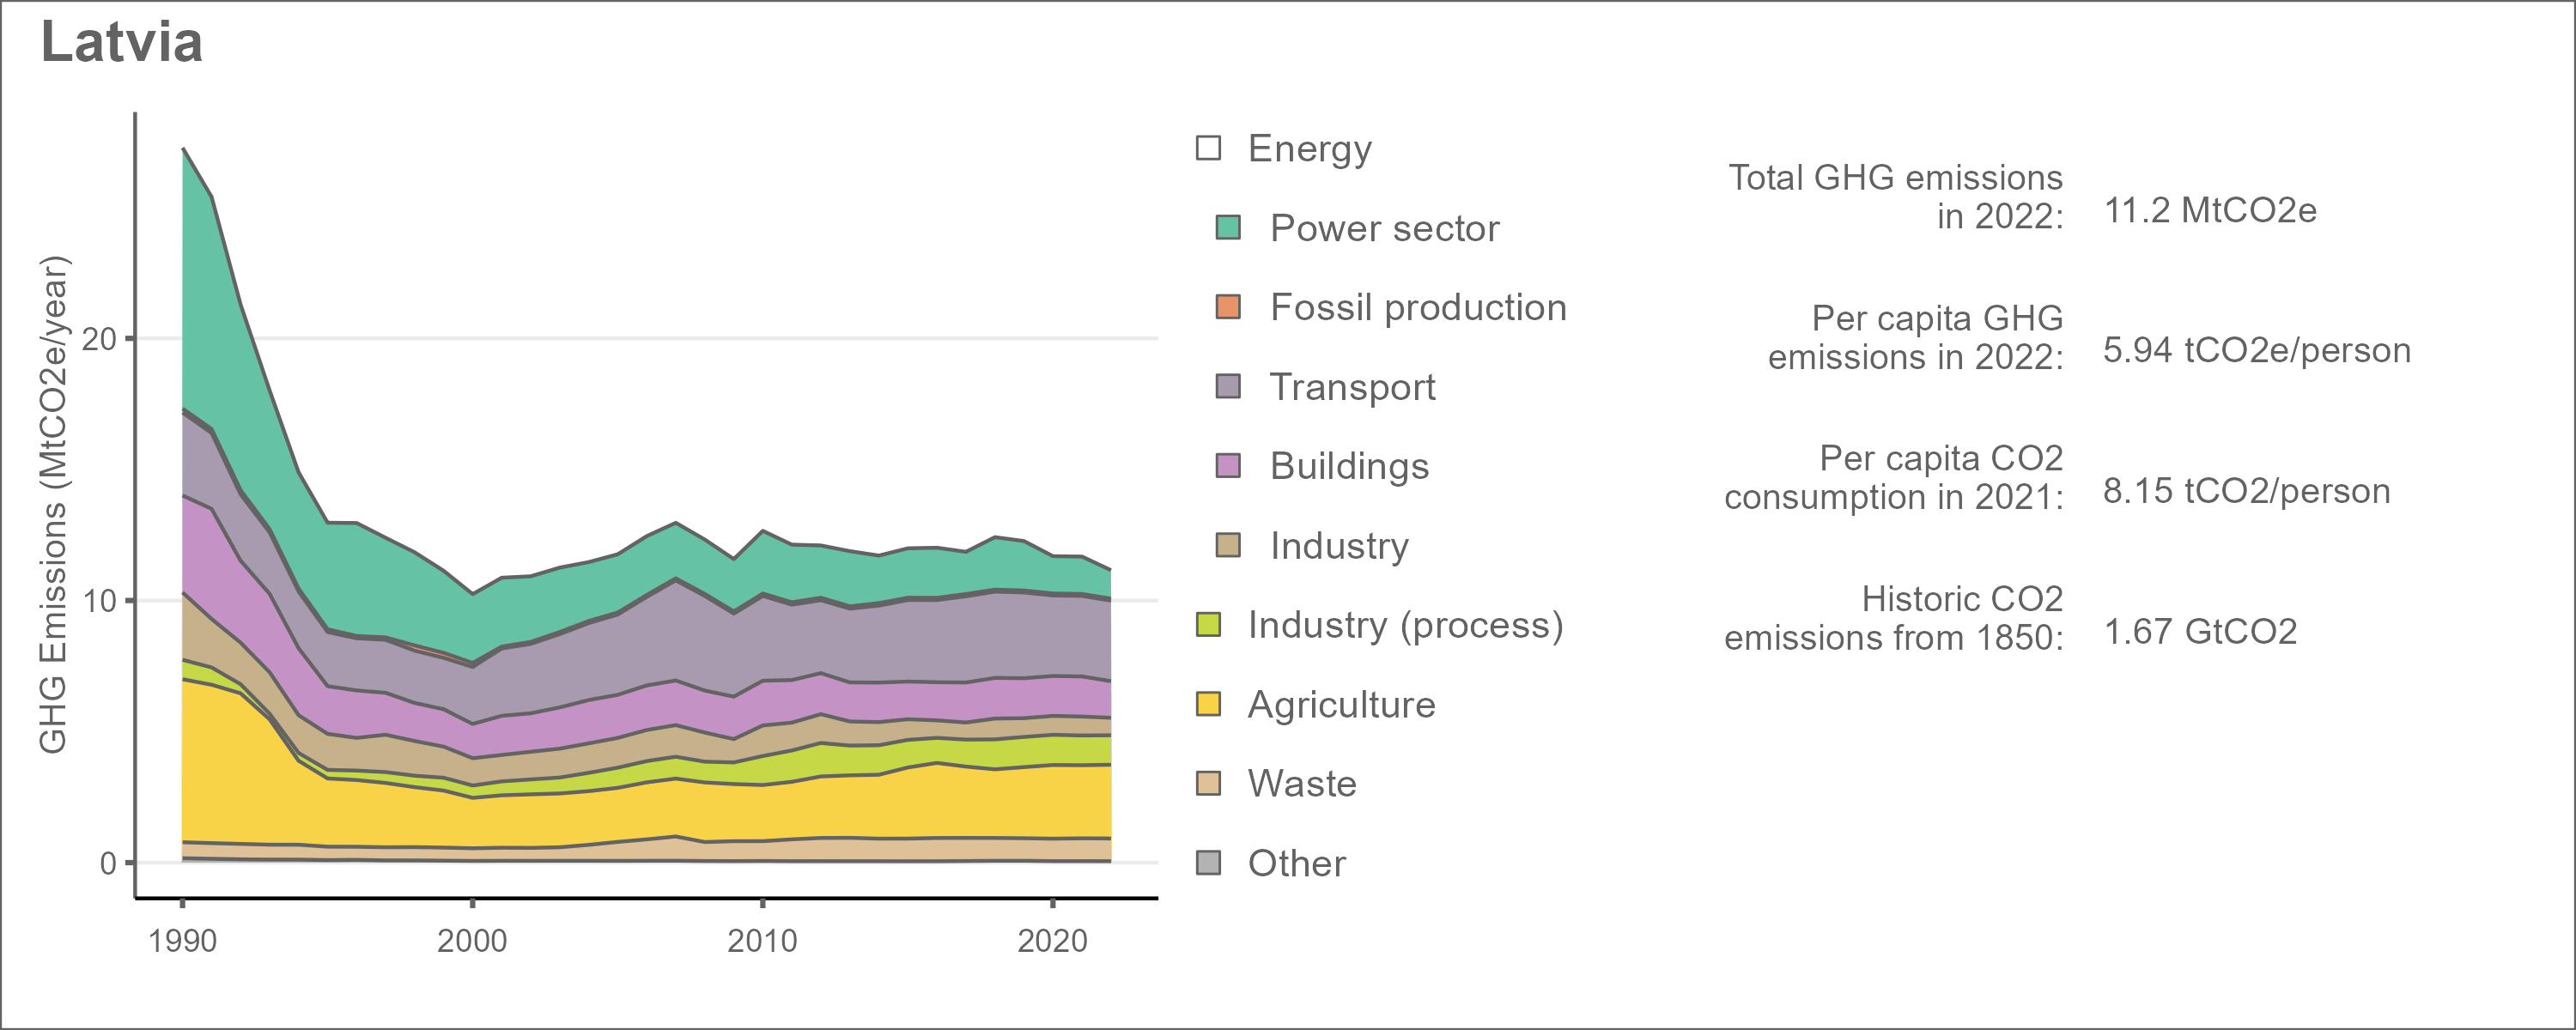 Latvia
GHG Emissions (MtCO2e/year)
20
10
0
1990
2000
2010
2020
Energy
Power sector
Fossil production
Transport
Buildings
Industry
Industry (process)
Agriculture
Waste
Other
Total GHG emissions
in 2022:
11.2 MtCO2e
Per capita GHG
emissions in 2022:
5.94 tCO2e/person
Per capita CO2
consumption in 2021:
8.15 tCO2/person
Historic CO2
emissions from 1850:
1.67 GtCO2